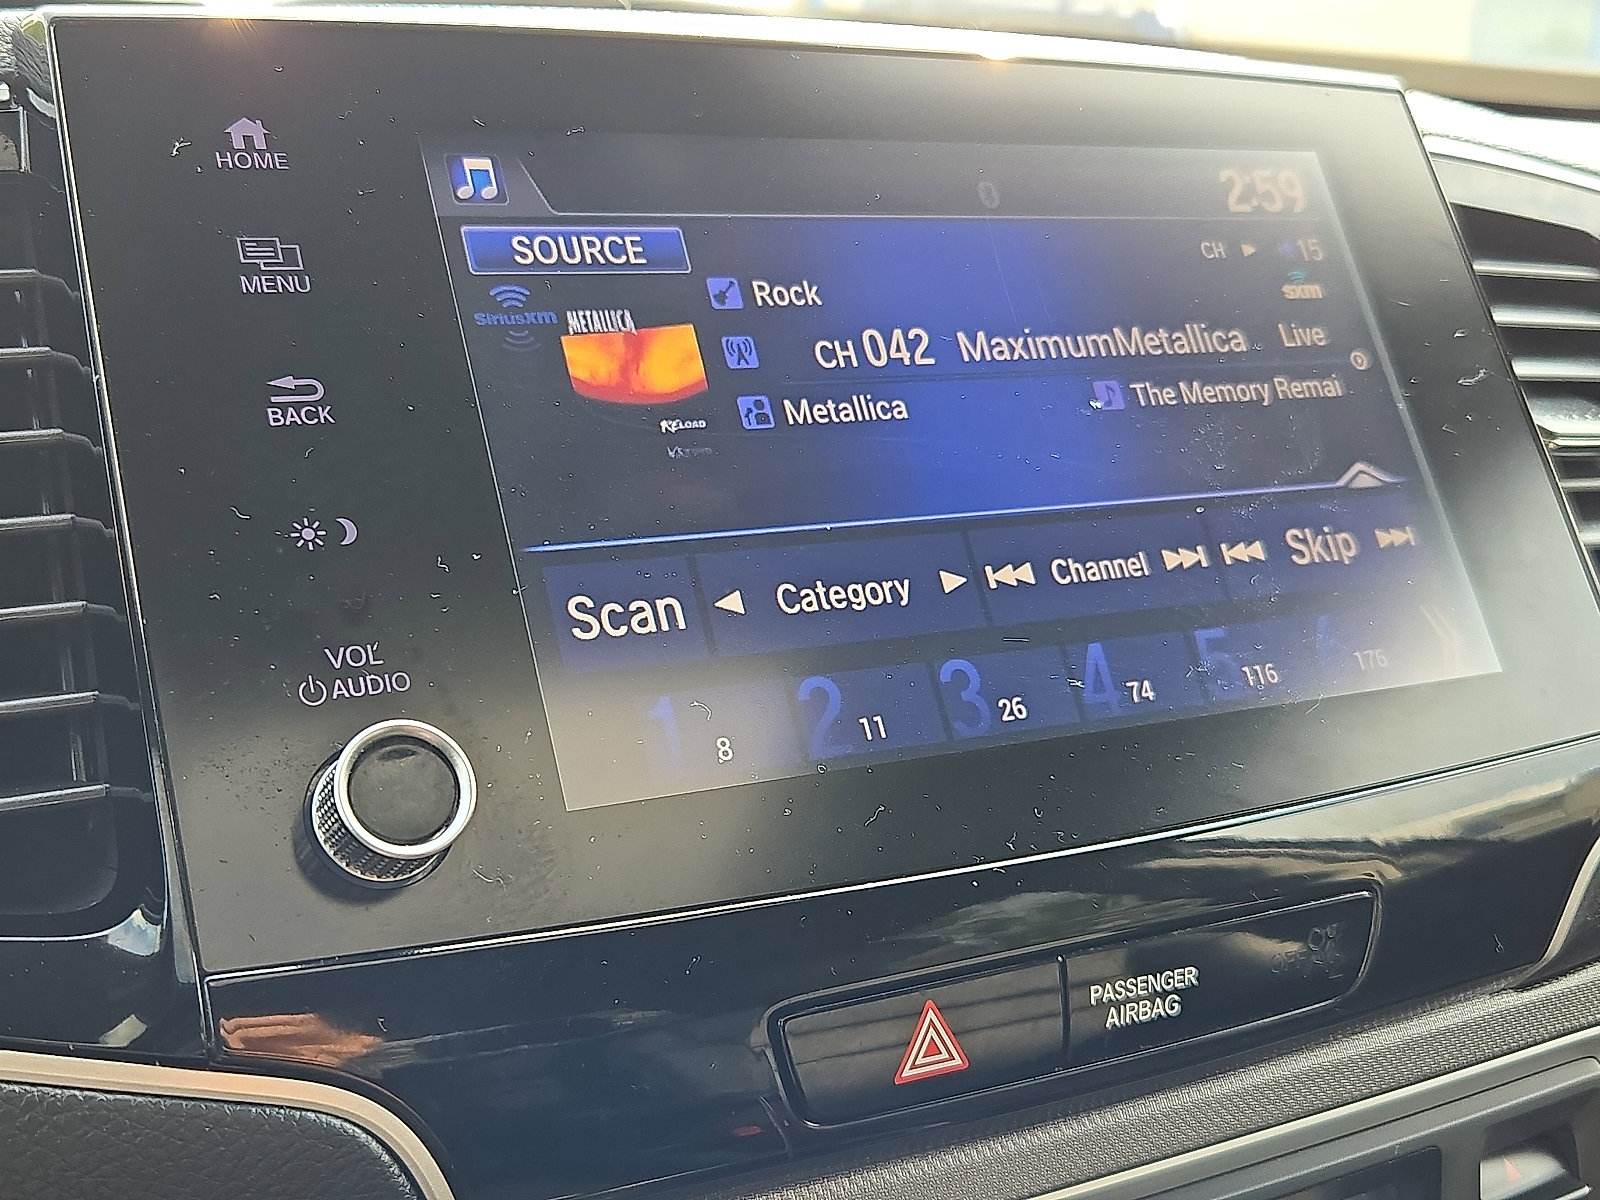 HOME
MENU
BACK
VOL
AUDIO
2:59
SOURCE
CH 15
SiriusXM
METALLICA
RELOAD
Rock
sxm
CH 042 MaximumMetallica Live
Metallica
The Memory Remai
Scan
Category
Channel
Skip
1 8
2 11
3 26
4 74
5 116
6 176
PASSENGER
AIRBAG
OFF